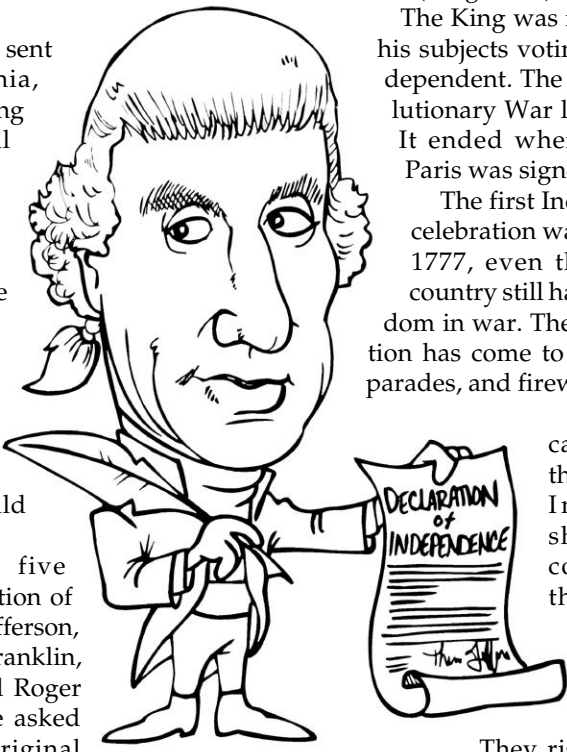 sent
nia,
ng
e
ld
five
tion of
fferson,
ranklin,
Roger
e asked
riginal
The King was
his subjects votin
dependent. The
lutionary War l
It ended whe
Paris was signe
The first In
celebration wa
1777, even th
country still ha
dom in war. The
tion has come to
parades, and firew
ca
th
I
sh
co
th
They ri
DECLARATION
of
INDEPENDENCE